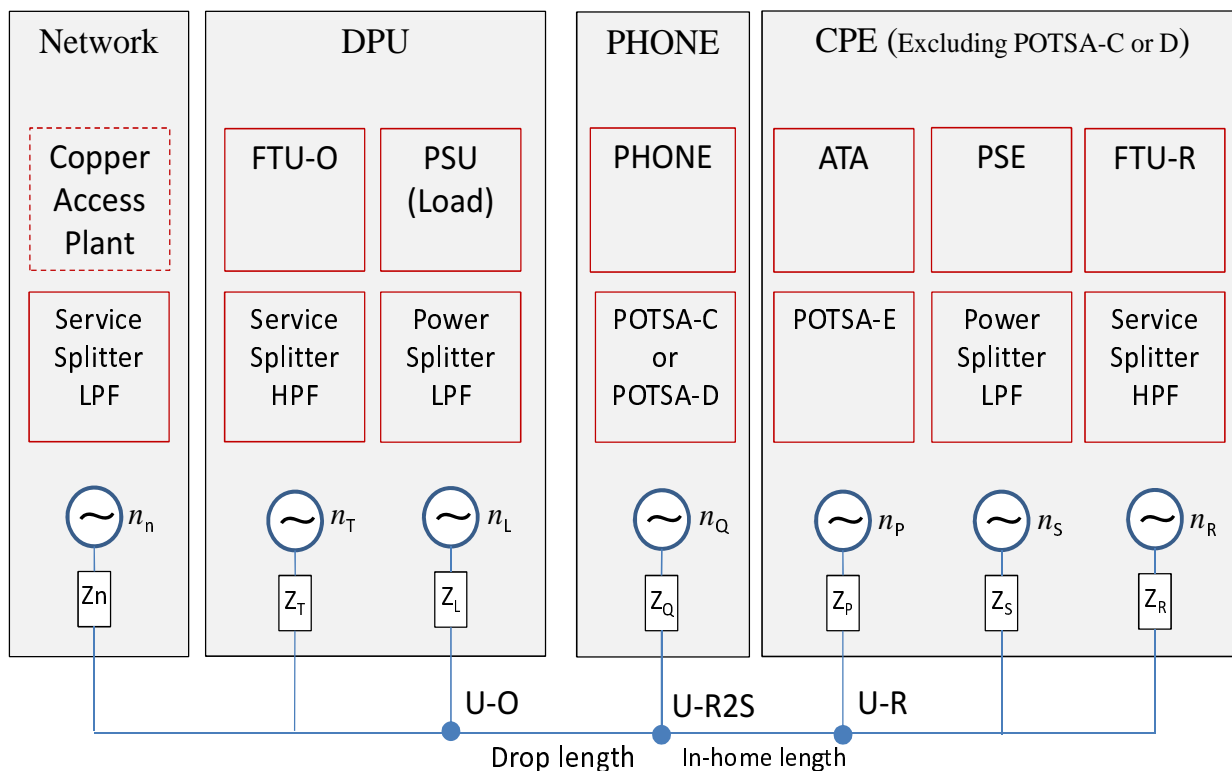 Network
Copper
Access
Plant
Service
Splitter
LPF
~ nn
Zn
DPU
FTU-O
PSU
(Load)
Service
Splitter
HPF
Power
Splitter
LPF
~ nT
~ nL
ZT
ZL
PHONE
PHONE
POTSA-C
or
POTSA-D
~ nQ
ZQ
CPE (Excluding POTSA-C or D)
ATA
PSE
FTU-R
POTSA-E
Power
Splitter
LPF
Service
Splitter
HPF
~ nP
~ nS
~ nR
ZP
ZS
ZR
U-O
U-R2S
U-R
Drop length
In-home length